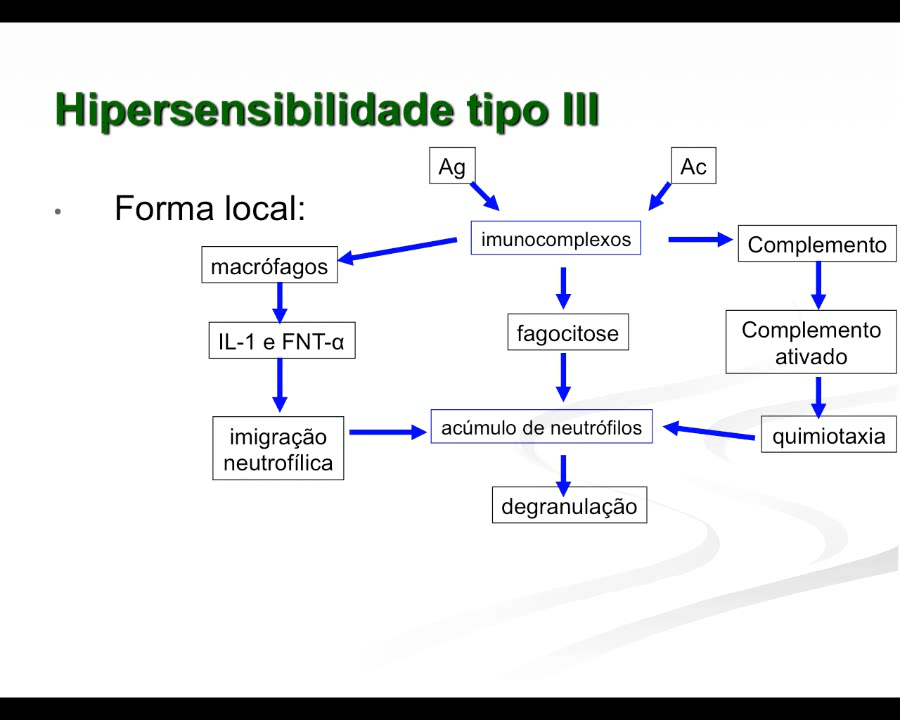 Hipersensibilidade tipo III
Ag
Ac
• Forma local:
imunocomplexos
Complemento
macrófagos
fagocitose
Complemento
ativado
IL-1 e FNT-α
imigração
neutrofílica
acúmulo de neutrófilos
quimiotaxia
degranulação